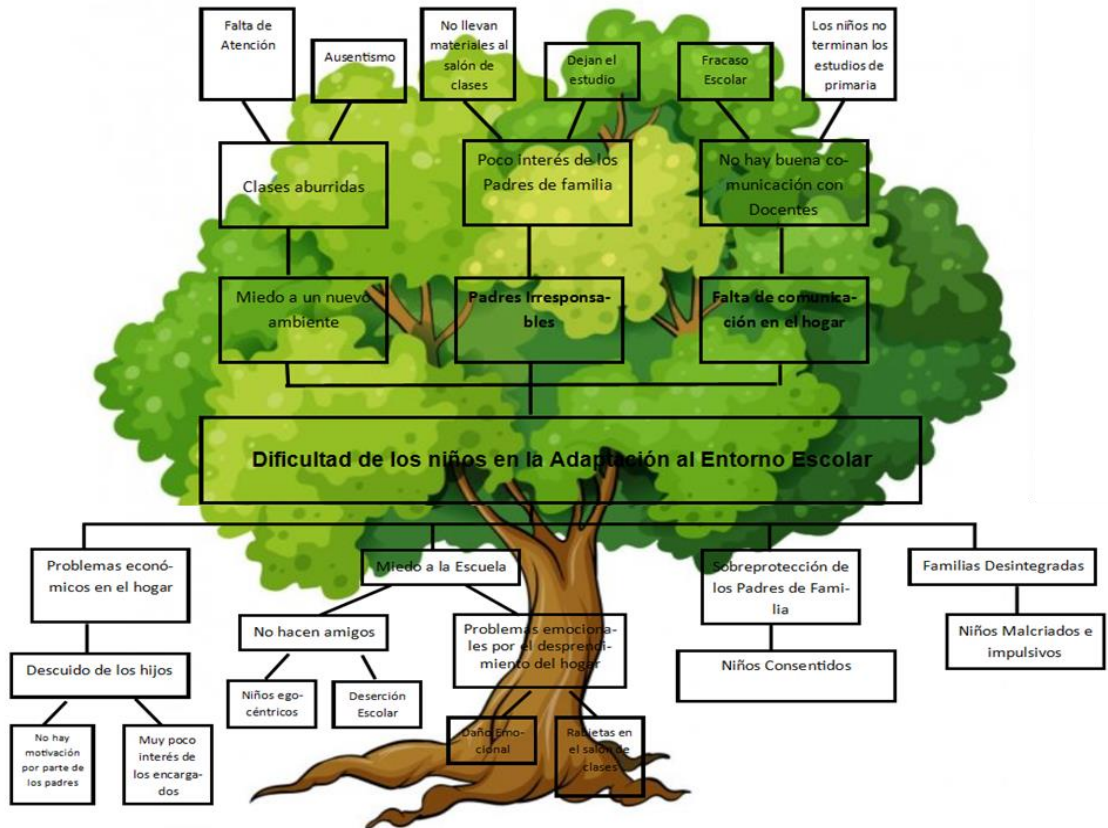 Falta de
Atención
Ausentismo
No llevan
materiales al
salón de
clases
Dejan el
estudio
Fracaso
Escolar
Los niños no
terminan los
estudios de
primaria
Clases aburridas
Poco interés de los
Padres de familia
No hay buena co-
municación con
Docentes
Miedo a un nuevo
ambiente
Padres Irresponsa-
bles
Falta de comunica-
ción en el hogar
Dificultad de los niños en la Adaptación al Entorno Escolar
Problemas econó-
micos en el hogar
Miedo a la Escuela
Sobreprotección de
los Padres de Fami-
lia
Familias Desintegradas
Descuido de los hijos
No hacen amigos
Problemas emociona-
les por el desprendi-
miento del hogar
Niños Consentidos
Niños Malcriados e
impulsivos
No hay
motivación
por parte de
los padres
Muy poco
interés de
los encarga-
dos
Niños ego-
céntricos
Deserción
Escolar
Daño Emo-
cional
Rabietas en
el salón de
clases